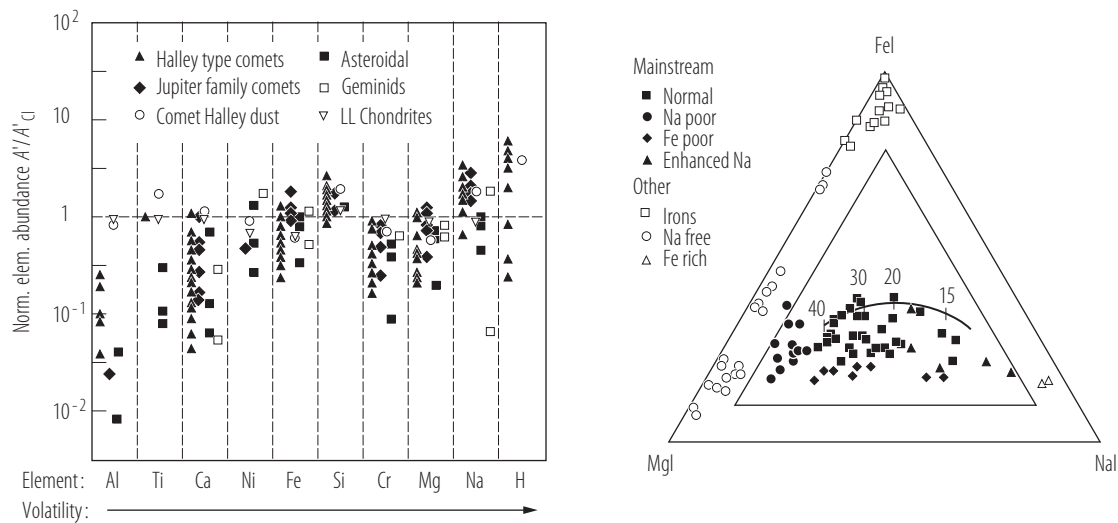 10²
10
1
10⁻¹
10⁻²
Norm. elem. abundance A'/A'CI
Halley type comets
Jupiter family comets
Comet Halley dust
Asteroidal
Geminids
LL Chondrites
Element: Al Ti Ca Ni Fe Si Cr Mg Na H
Volatility:
Mainstream
Normal
Na poor
Fe poor
Enhanced Na
Other
Irons
Na free
Fe rich
FeI
40 30 20 15
MgI
NaI